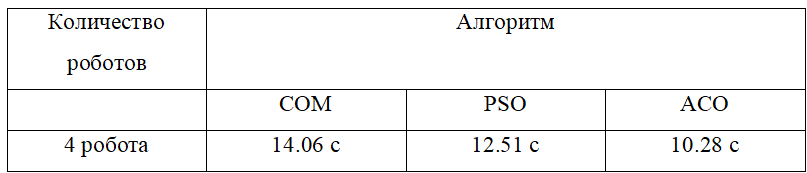 Количество
роботов
Алгоритм
COM
PSO
ACO
4 робота
14.06 с
12.51 с
10.28 с